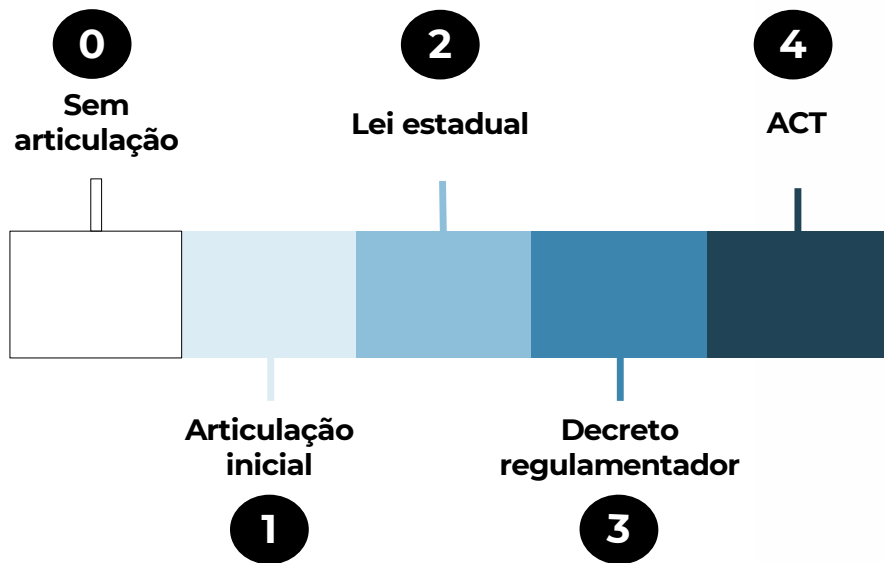 0
Sem
articulação
2
Lei estadual
4
ACT
Articulação
inicial
1
Decreto
regulamentador
3